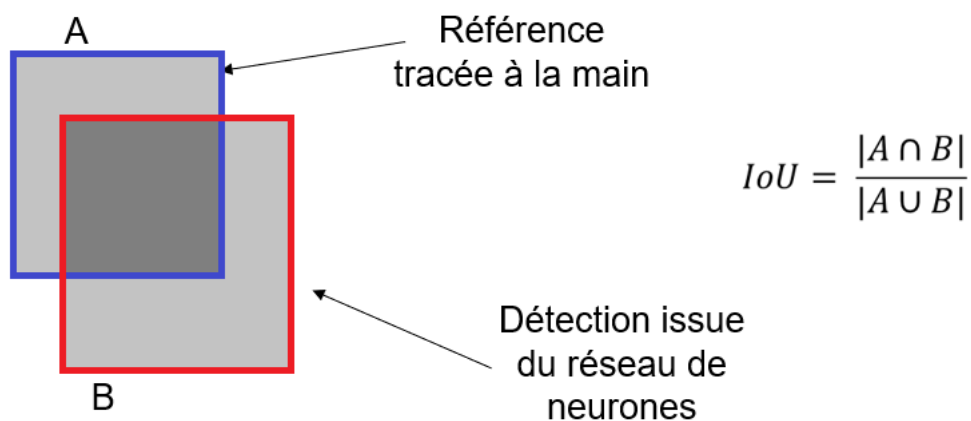 A
Référence
tracée à la main
IoU = |A ∩ B| / |A ∪ B|
Détection issue
du réseau de
neurones
B